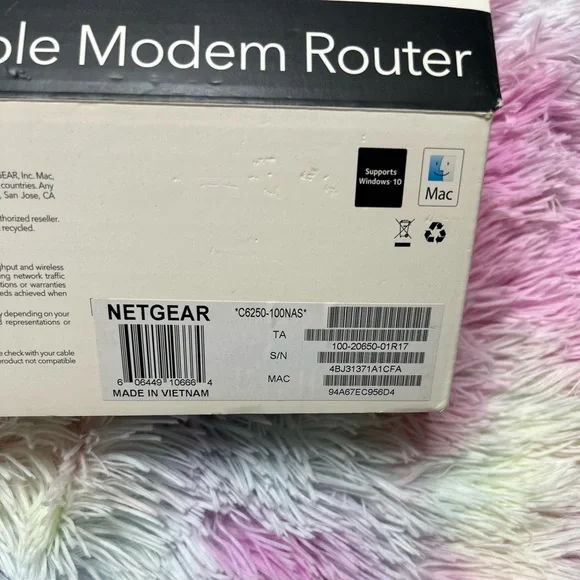 ble Modem Router
GEAR, Inc. Mac,
countries. Any
, San Jose, CA
thorized reseller.
recycled.
ghput and wireless
ng network traffic
tions or warranties
eds achieved when
y depending on your
d representations or
e check with your cable
product not compatible
Supports
Windows 10
Mac
NETGEAR
*C6250-100NAS*
TA
100-20650-01R17
S/N
4BJ31371A1CFA
MAC
94A67EC956D4
6 06449 10666 4
MADE IN VIETNAM